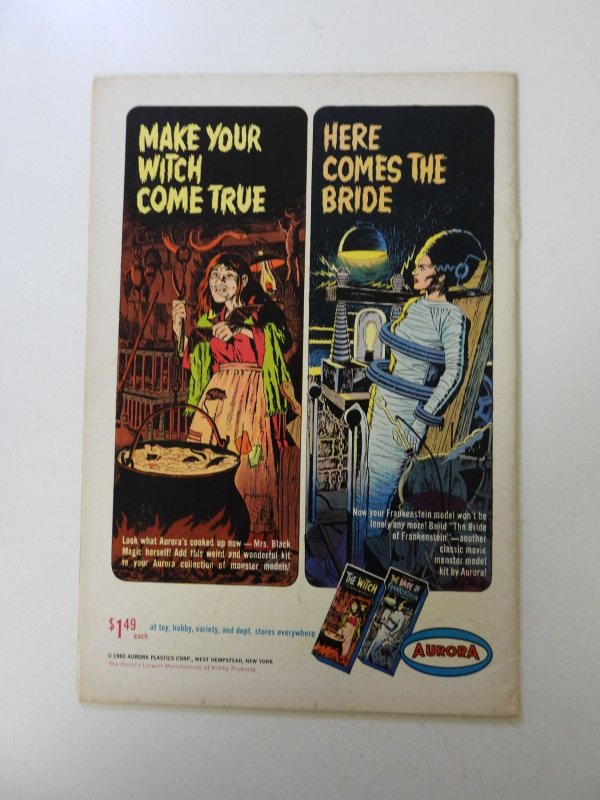 MAKE YOUR
WITCH
COME TRUE
Look what Aurora's cooked up now — Mrs. Black
Magic herself! Add this weird and wonderful kit
to your Aurora collection of monster models!
HERE
COMES THE
BRIDE
Now your Frankenstein model won't be
lonely any more! Build "The Bride
of Frankenstein"—another
classic movie
monster model
kit by Aurora!
THE WITCH
THE BRIDE OF
FRANKENSTEIN
$1.49
each
at toy, hobby, variety, and dept. stores everywhere
AURORA
© 1965 AURORA PLASTICS CORP., WEST HEMPSTEAD, NEW YORK
The World's Largest Manufacturer of Hobby Products